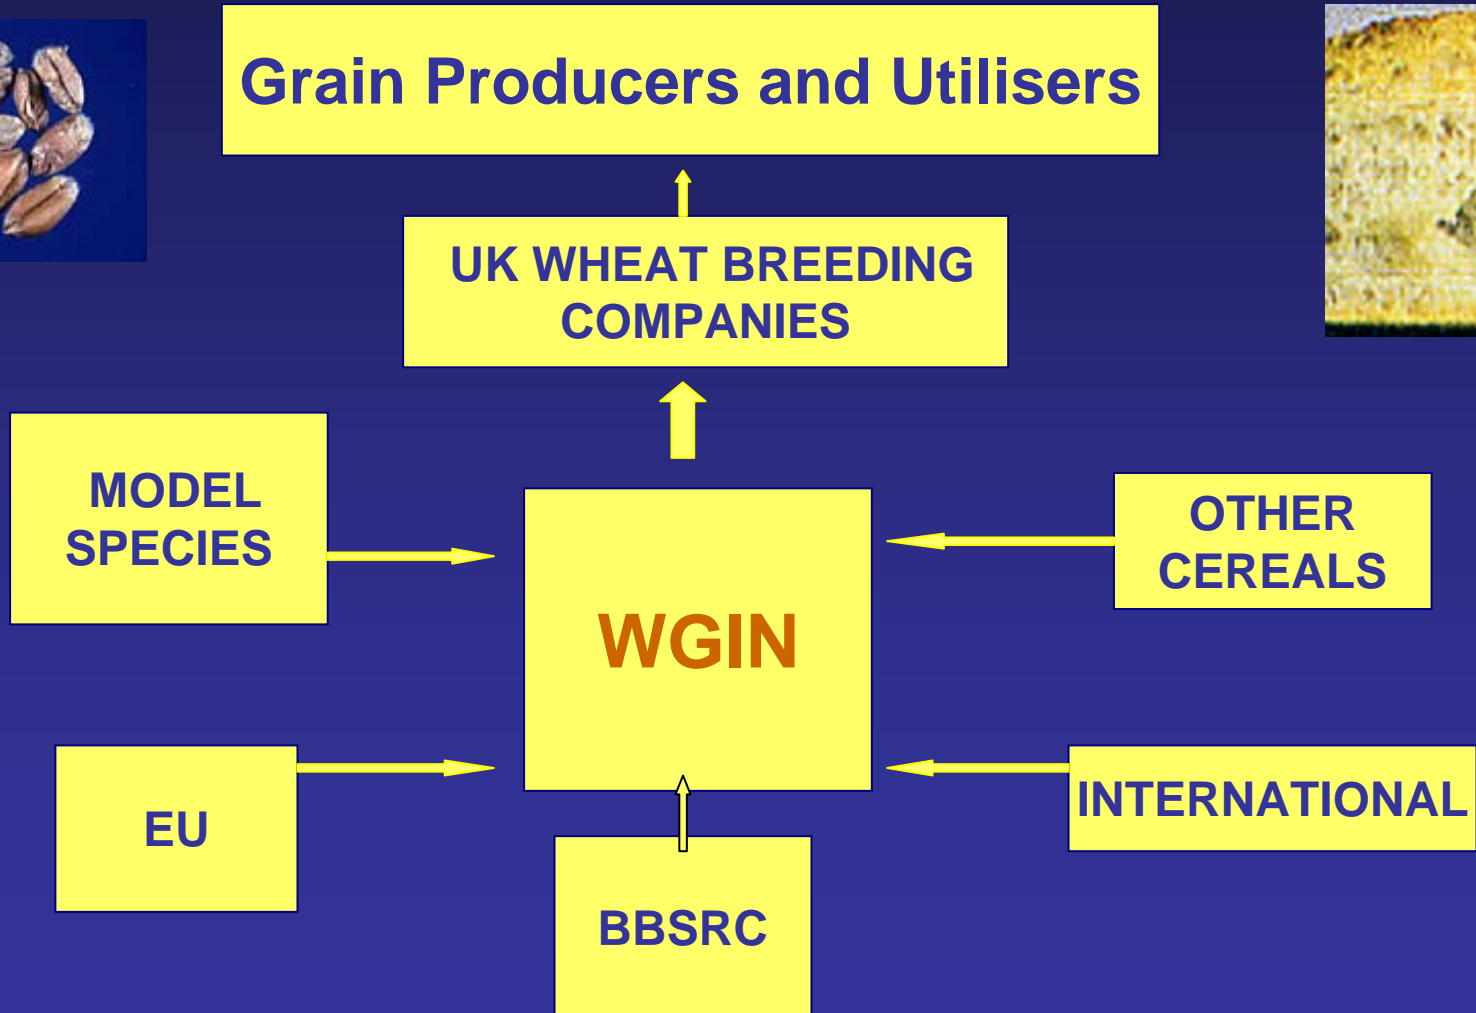 Grain Producers and Utilisers
UK WHEAT BREEDING
COMPANIES
MODEL
SPECIES
OTHER
CEREALS
WGIN
EU
INTERNATIONAL
BBSRC